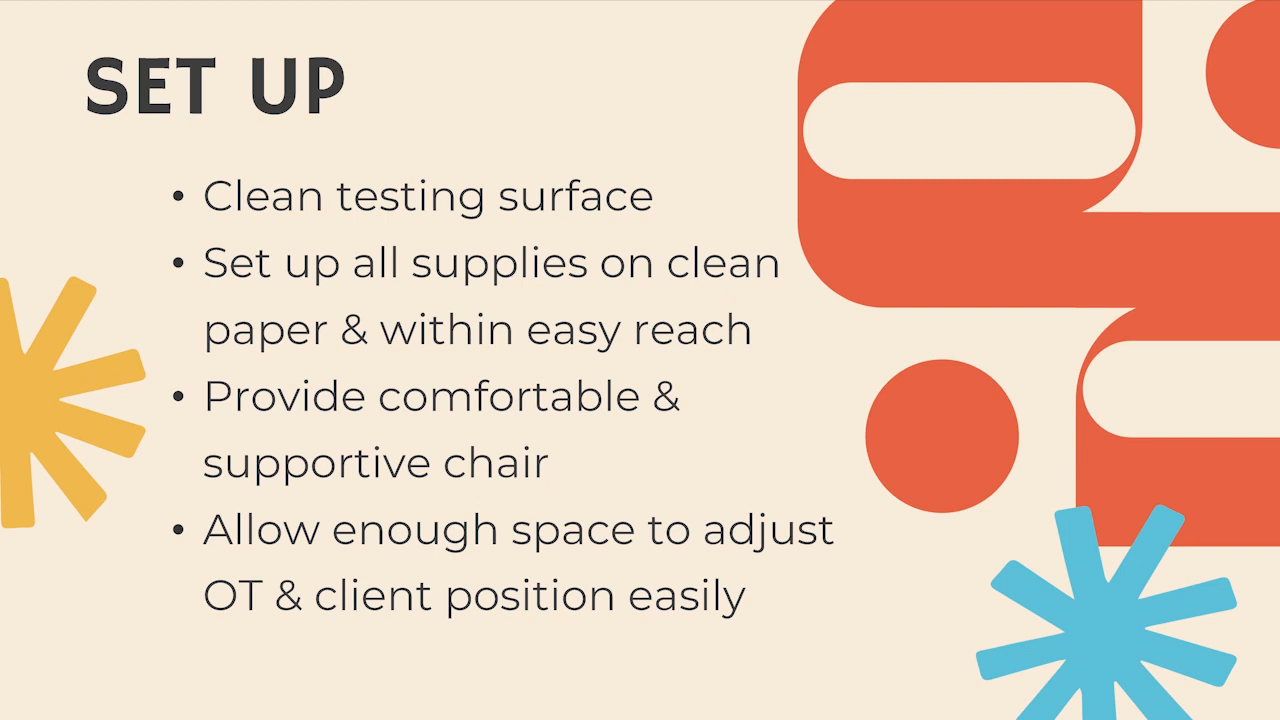 SET UP
• Clean testing surface
• Set up all supplies on clean
paper & within easy reach
• Provide comfortable &
supportive chair
• Allow enough space to adjust
OT & client position easily